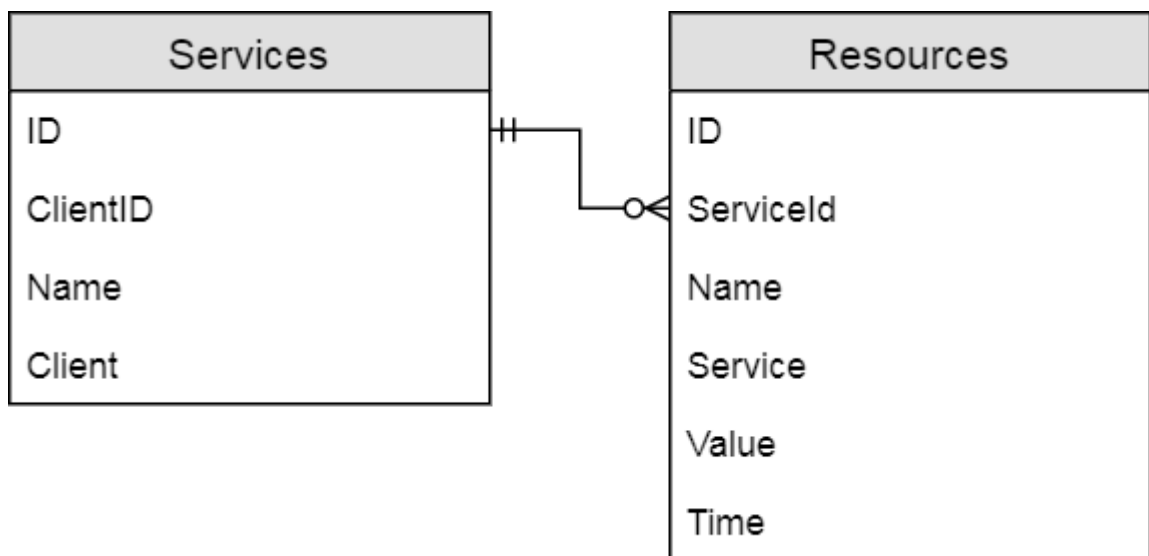 Services
ID
ClientID
Name
Client
Resources
ID
ServiceId
Name
Service
Value
Time